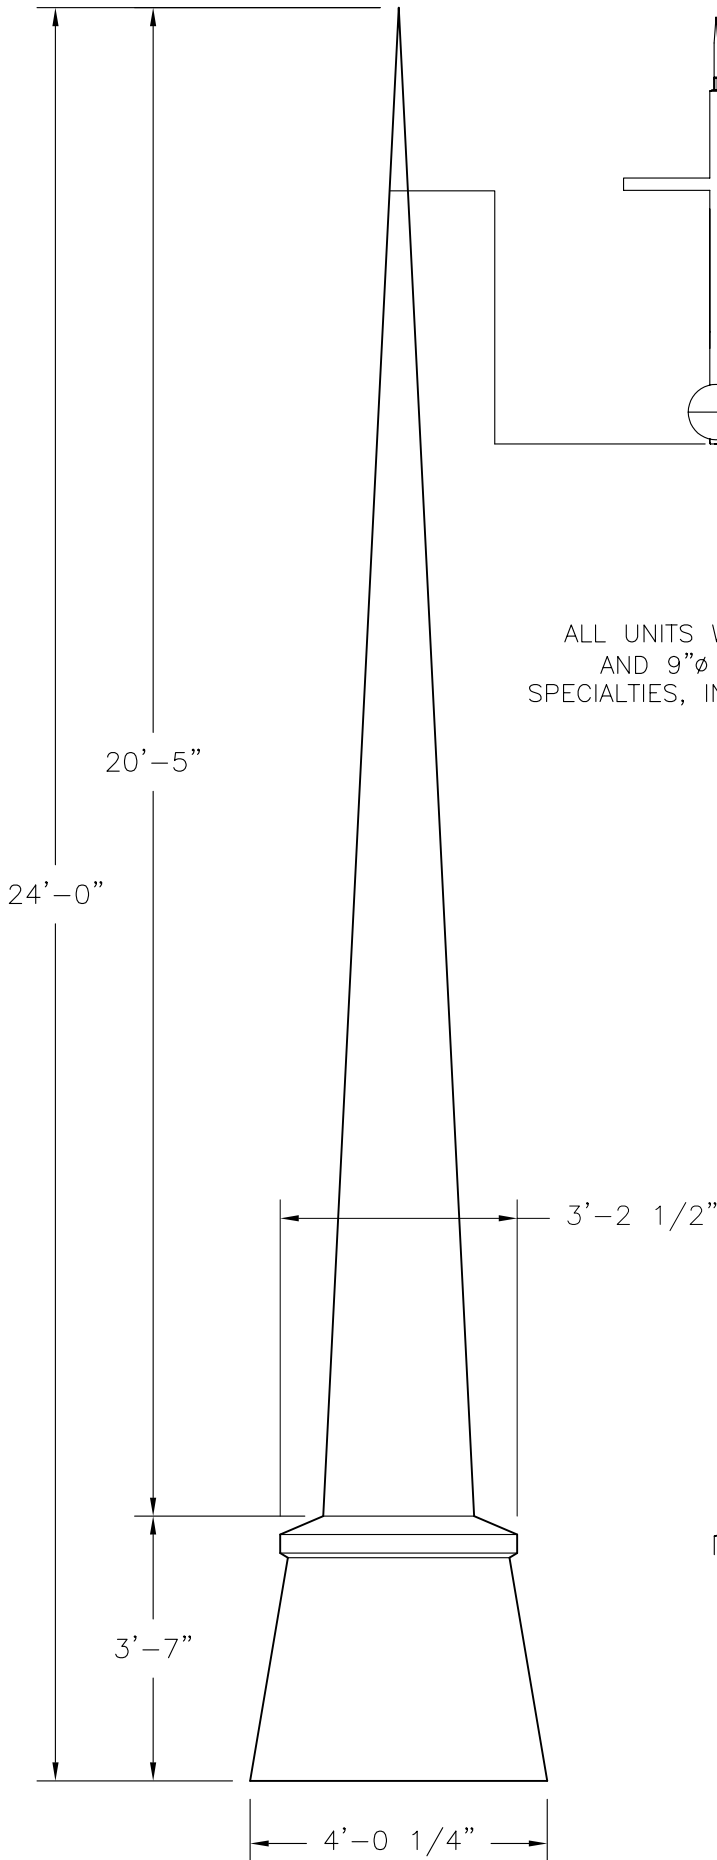 ALL UNITS
AND 9"ø
SPECIALTIES,
20'-5"
24'-0"
3'-2 1/2"
3'-7"
4'-0 1/4"